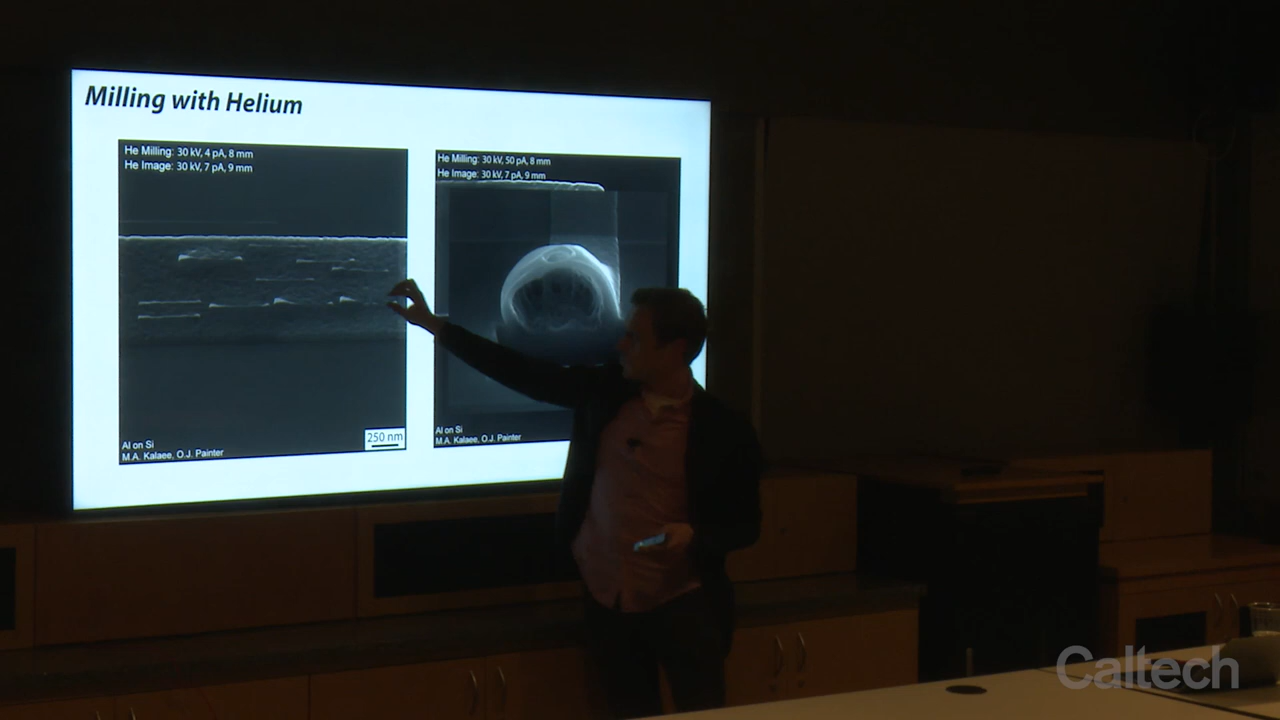 Milling with Helium
He Milling: 30 kV, 4 pA, 8 mm
He Image: 30 kV, 7 pA, 9 mm
250 nm
Al on Si
M.A. Kalaee, O.J. Painter
He Milling: 30 kV, 50 pA, 8 mm
He Image: 30 kV, 7 pA, 9 mm
Al on Si
M.A. Kalaee, O.J. Painter
Caltech